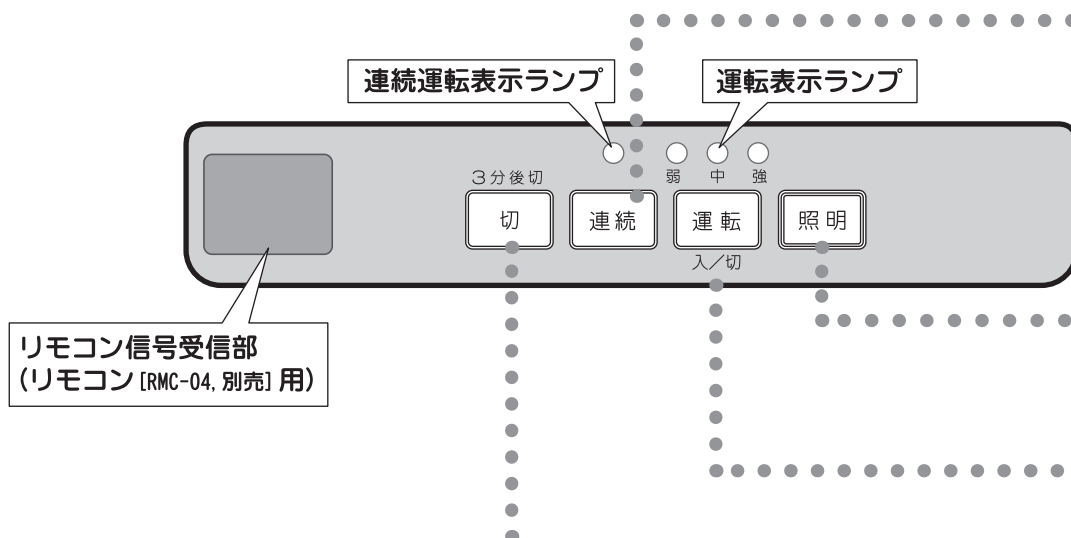 連続運転表示ランプ
運転表示ランプ
3分後切
弱 中 強
切
連続
運転
照明
入/切
リモコン信号受信部
(リモコン[RMC-04,別売]用)